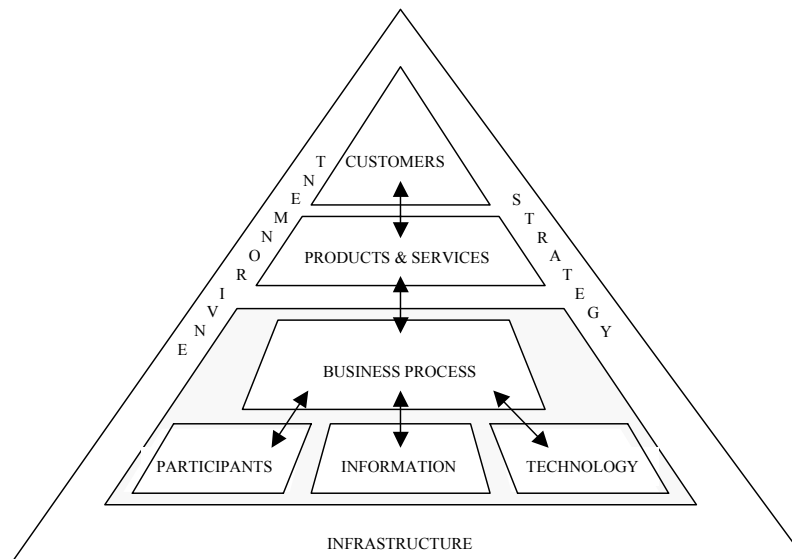 CUSTOMERS
PRODUCTS & SERVICES
BUSINESS PROCESS
PARTICIPANTS
INFORMATION
TECHNOLOGY
INFRASTRUCTURE
ENVIRONMENT
STRATEGY